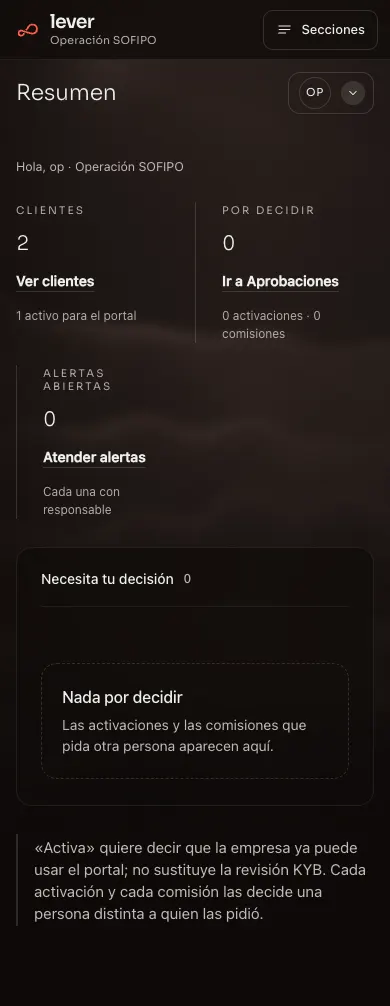 lever
Operación SOFIPO
Secciones
Resumen
OP
Hola, op · Operación SOFIPO
CLIENTES
2
Ver clientes
1 activo para el portal
POR DECIDIR
0
Ir a Aprobaciones
0 activaciones · 0
comisiones
ALERTAS
ABIERTAS
0
Atender alertas
Cada una con
responsable
Necesita tu decisión 0
Nada por decidir
Las activaciones y las comisiones que
pida otra persona aparecen aquí.
«Activa» quiere decir que la empresa ya puede
usar el portal; no sustituye la revisión KYB. Cada
activación y cada comisión las decide una
persona distinta a quien las pidió.